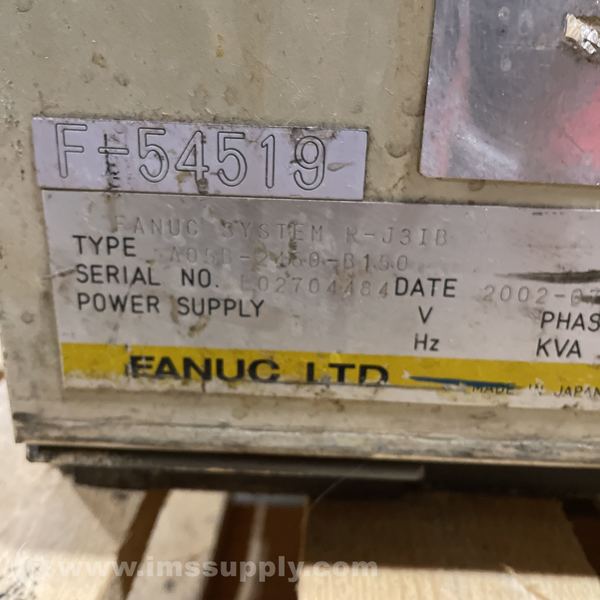 F-54519
FANUC SYSTEM R-J3IB
TYPE A05B-2450-B150
SERIAL NO. E02704484 DATE 2002-07
POWER SUPPLY V PHAS
Hz KVA
FANUC LTD MADE IN JAPAN
www.imssupply.com